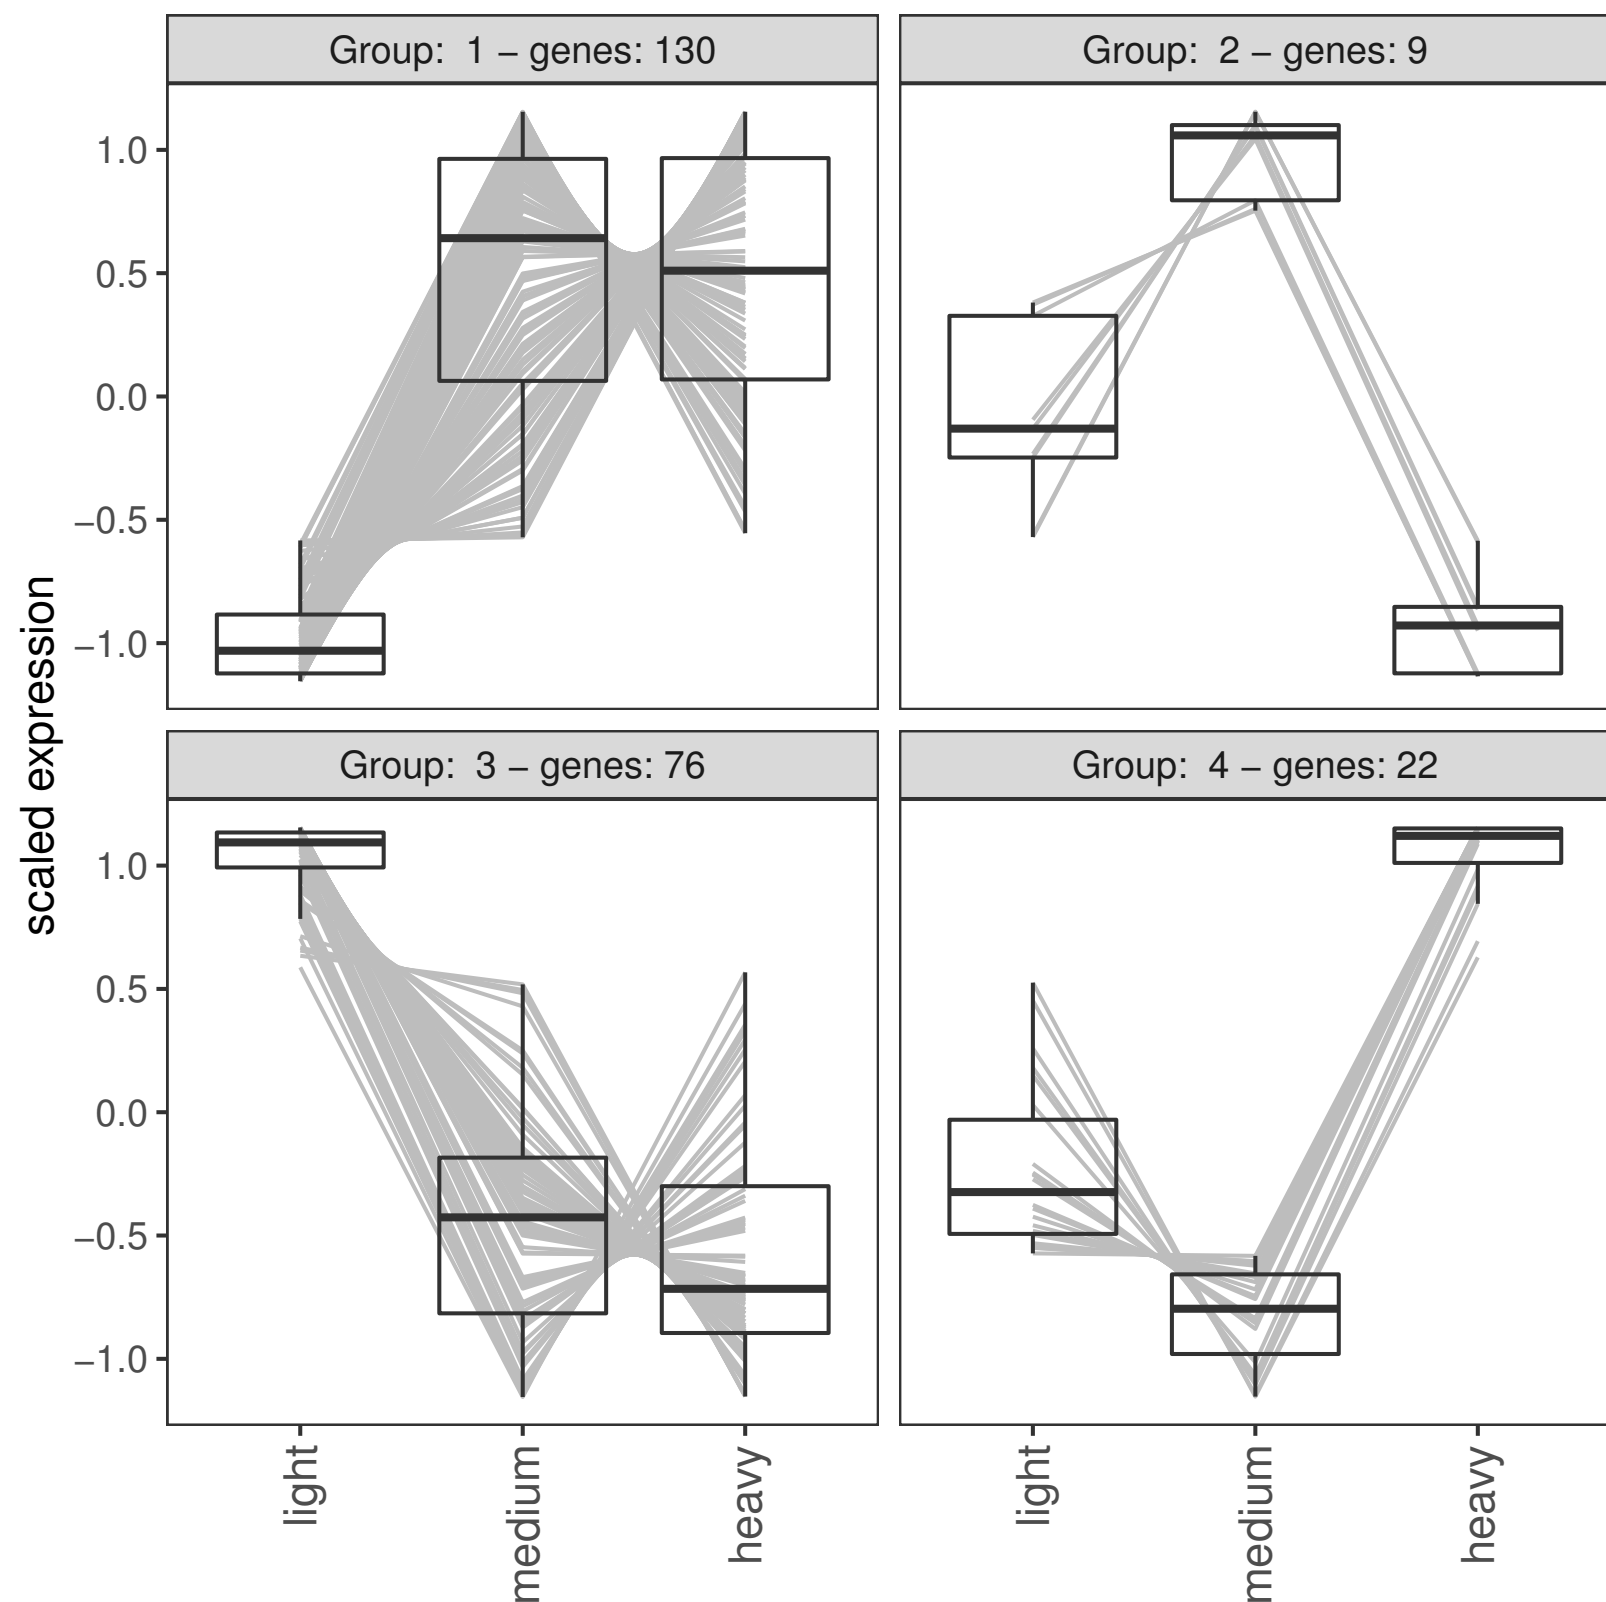 Group:  1 – genes: 130
Group:  2 – genes: 9
1.0
0.5
0.0
−0.5
−1.0
scaled expression
Group:  3 – genes: 76
Group:  4 – genes: 22
1.0
0.5
0.0
−0.5
−1.0
light
medium
heavy
light
medium
heavy